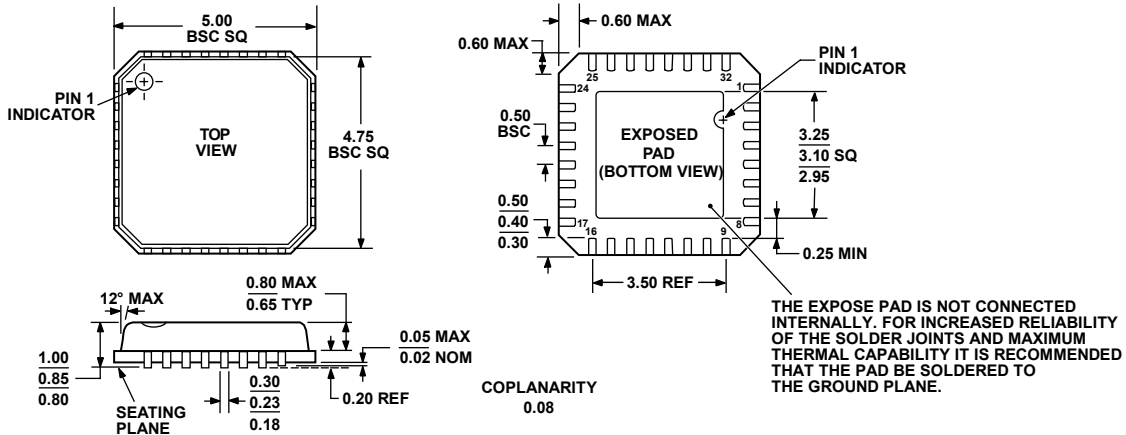 5.00
BSC SQ
PIN 1
INDICATOR
TOP
VIEW
4.75
BSC SQ
0.60 MAX
0.60 MAX
25
32
24
1
PIN 1
INDICATOR
0.50
BSC
EXPOSED
PAD
(BOTTOM VIEW)
3.25
3.10 SQ
2.95
0.50
0.40
0.30
17
16
9
8
0.25 MIN
3.50 REF
12° MAX
0.80 MAX
0.65 TYP
0.05 MAX
0.02 NOM
1.00
0.85
0.80
SEATING
PLANE
0.30
0.23
0.18
0.20 REF
COPLANARITY
0.08
THE EXPOSE PAD IS NOT CONNECTED
INTERNALLY. FOR INCREASED RELIABILITY
OF THE SOLDER JOINTS AND MAXIMUM
THERMAL CAPABILITY IT IS RECOMMENDED
THAT THE PAD BE SOLDERED TO
THE GROUND PLANE.